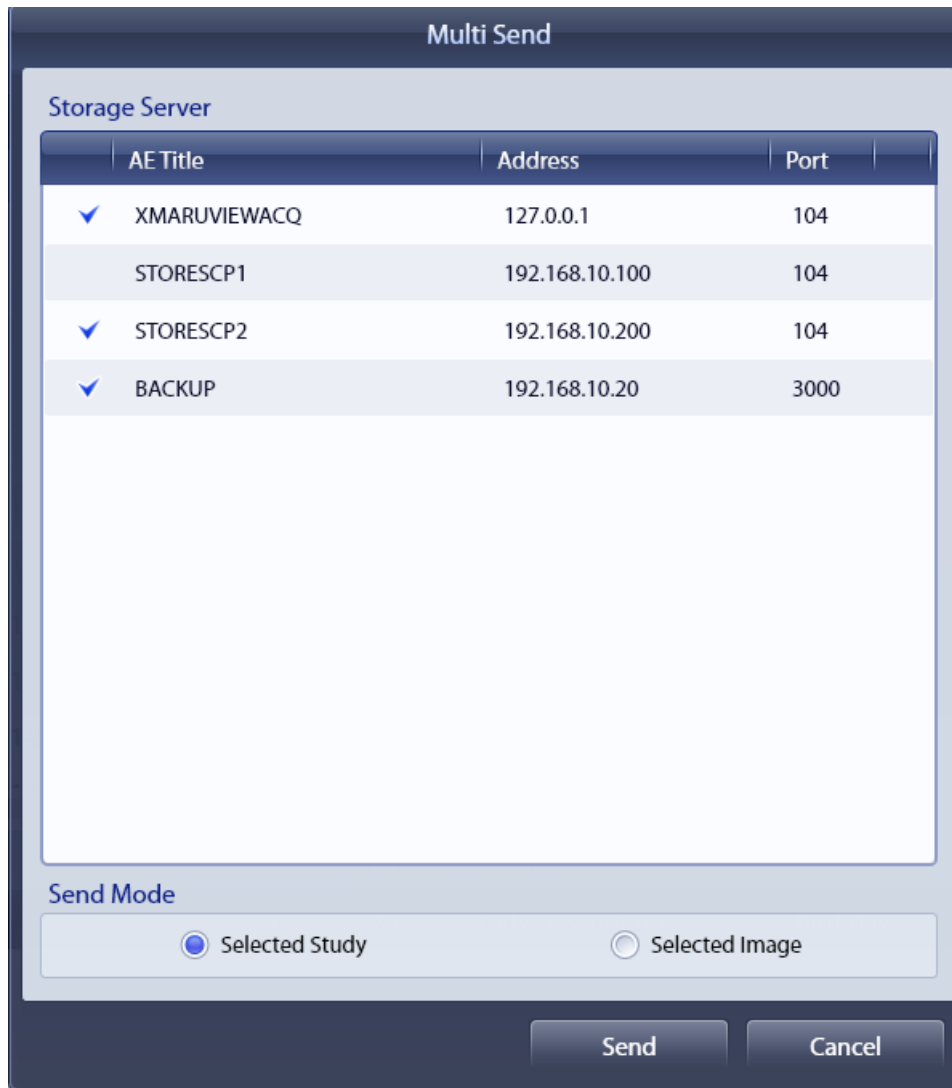 Multi Send
Storage Server
AE Title Address Port
XMARUVIEWACQ 127.0.0.1 104
STORESCP1 192.168.10.100 104
STORESCP2 192.168.10.200 104
BACKUP 192.168.10.20 3000
Send Mode
Selected Study Selected Image
Send Cancel